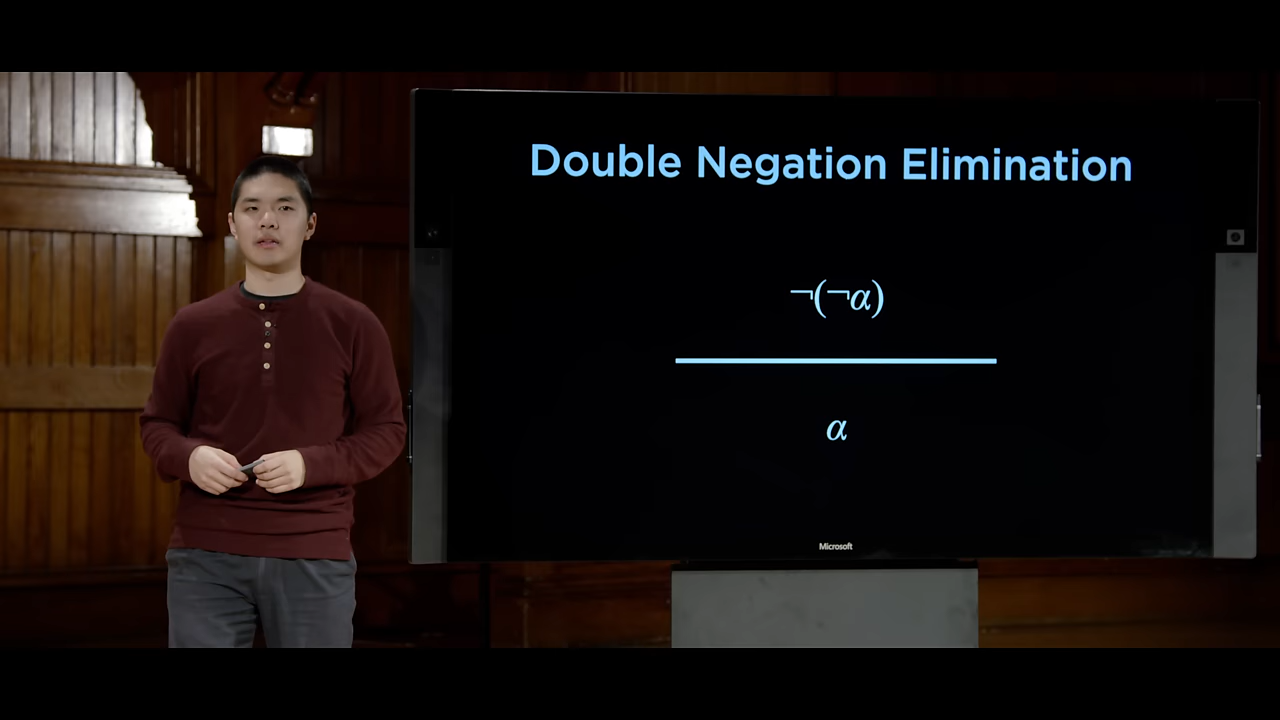 Double Negation Elimination
¬(¬α)
α
Microsoft